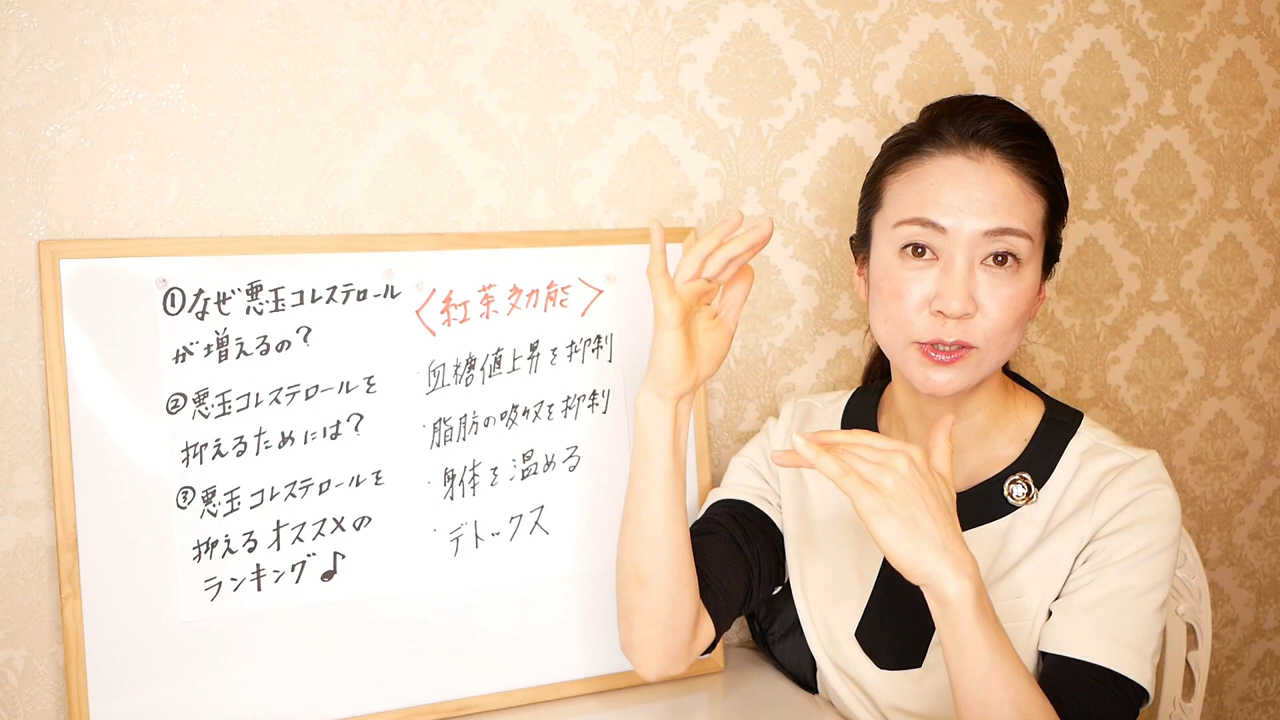 ①なぜ悪玉コレステロール
が増えるの?
②悪玉コレステロールを
抑えるためには?
③悪玉コレステロールを
抑えるオススメの
ランキング♪
〈紅茶効能〉
・血糖値上昇を抑制
・脂肪の吸収を抑制
・身体を温める
・デトックス